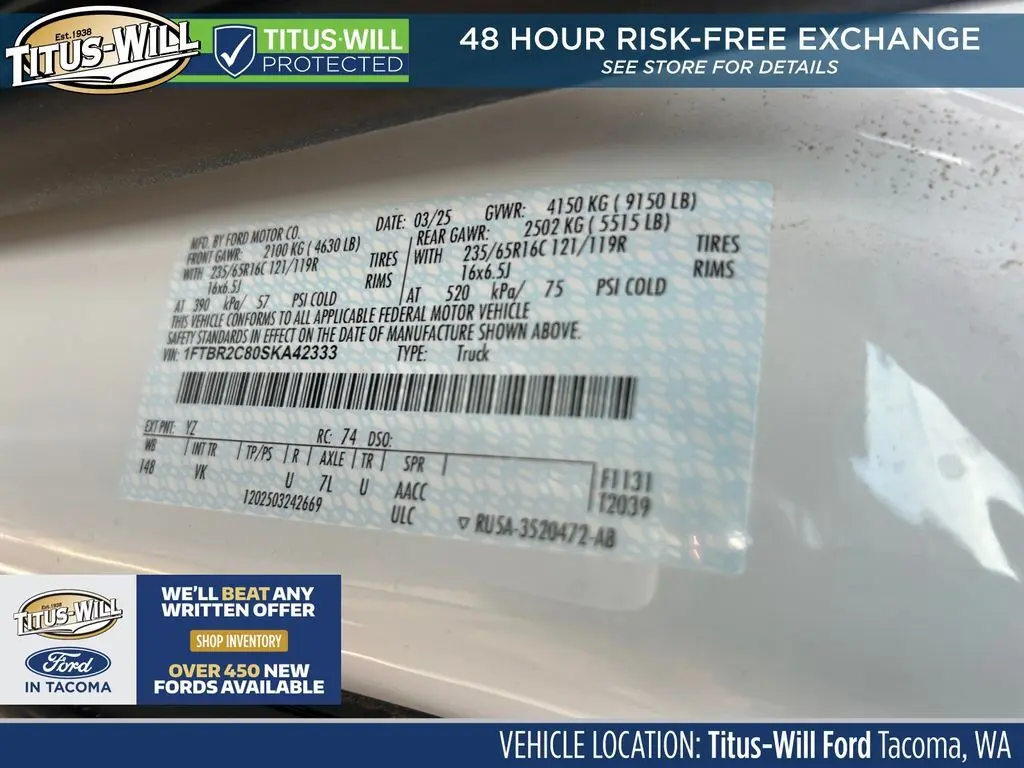 Est.1938
TITUS-WILL
TITUS-WILL
PROTECTED
48 HOUR RISK-FREE EXCHANGE
SEE STORE FOR DETAILS
MFD. BY FORD MOTOR CO. DATE: 03/25 GVWR: 4150 KG ( 9150 LB)
FRONT GAWR: 2100 KG ( 4630 LB) REAR GAWR: 2502 KG ( 5515 LB)
WITH 235/65R16C 121/119R TIRES WITH 235/65R16C 121/119R TIRES
16x6.5J RIMS 16x6.5J RIMS
AT 390 kPa/ 57 PSI COLD AT 520 kPa/ 75 PSI COLD
THIS VEHICLE CONFORMS TO ALL APPLICABLE FEDERAL MOTOR VEHICLE
SAFETY STANDARDS IN EFFECT ON THE DATE OF MANUFACTURE SHOWN ABOVE.
VIN: 1FTBR2C80SKA42333 TYPE: Truck
EXT PNT: YZ RC: 74 DSO:
WB INT TR TP/PS R AXLE TR SPR F1131
148 VK U 7L U AACC T2039
1202503242669 ULC RU5A-3520472-AB
Est.1938
TITUS-WILL
Ford
IN TACOMA
WE'LL BEAT ANY
WRITTEN OFFER
SHOP INVENTORY
OVER 450 NEW
FORDS AVAILABLE
VEHICLE LOCATION: Titus-Will Ford Tacoma, WA